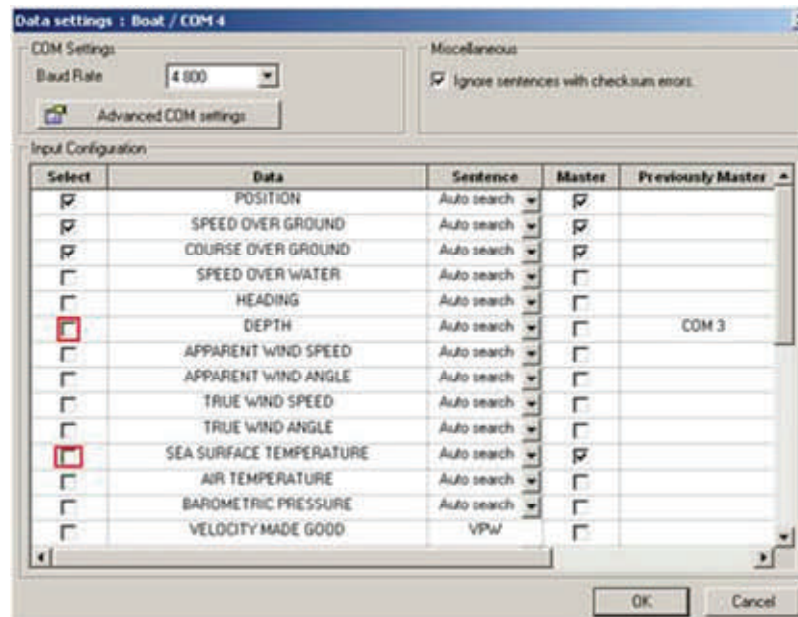 Data settings : Boat / COM 4
COM Settings
Miscellaneous
Baud Rate 4 800
Ignore sentences with checksum errors.
Advanced COM settings
Input Configuration
Select Data Sentence Master Previously Master
POSITION Auto search
SPEED OVER GROUND Auto search
COURSE OVER GROUND Auto search
SPEED OVER WATER Auto search
HEADING Auto search
DEPTH Auto search COM 3
APPARENT WIND SPEED Auto search
APPARENT WIND ANGLE Auto search
TRUE WIND SPEED Auto search
TRUE WIND ANGLE Auto search
SEA SURFACE TEMPERATURE Auto search
AIR TEMPERATURE Auto search
BAROMETRIC PRESSURE Auto search
VELOCITY MADE GOOD VPW
OK Cancel